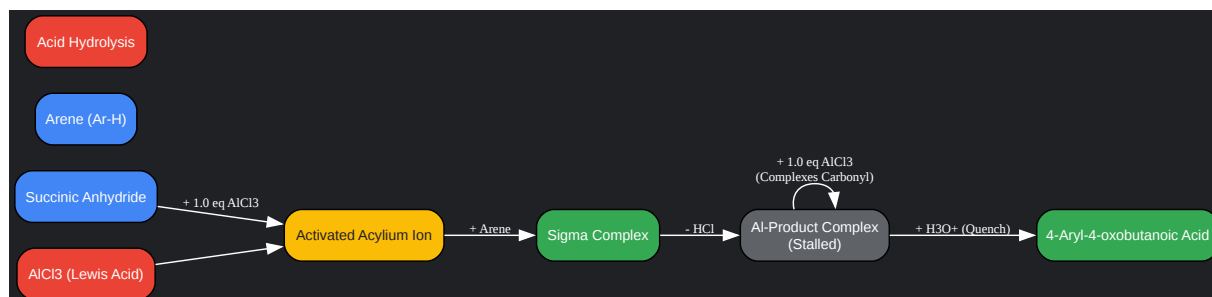 Acid Hydrolysis
Arene (Ar-H)
Succinic Anhydride
AlCl3 (Lewis Acid)
+ 1.0 eq AlCl3
Activated Acylium Ion
+ Arene
Sigma Complex
- HCl
+ 1.0 eq AlCl3
(Complexes Carbonyl)
Al-Product Complex
(Stalled)
+ H3O+ (Quench)
4-Aryl-4-oxobutanoic Acid